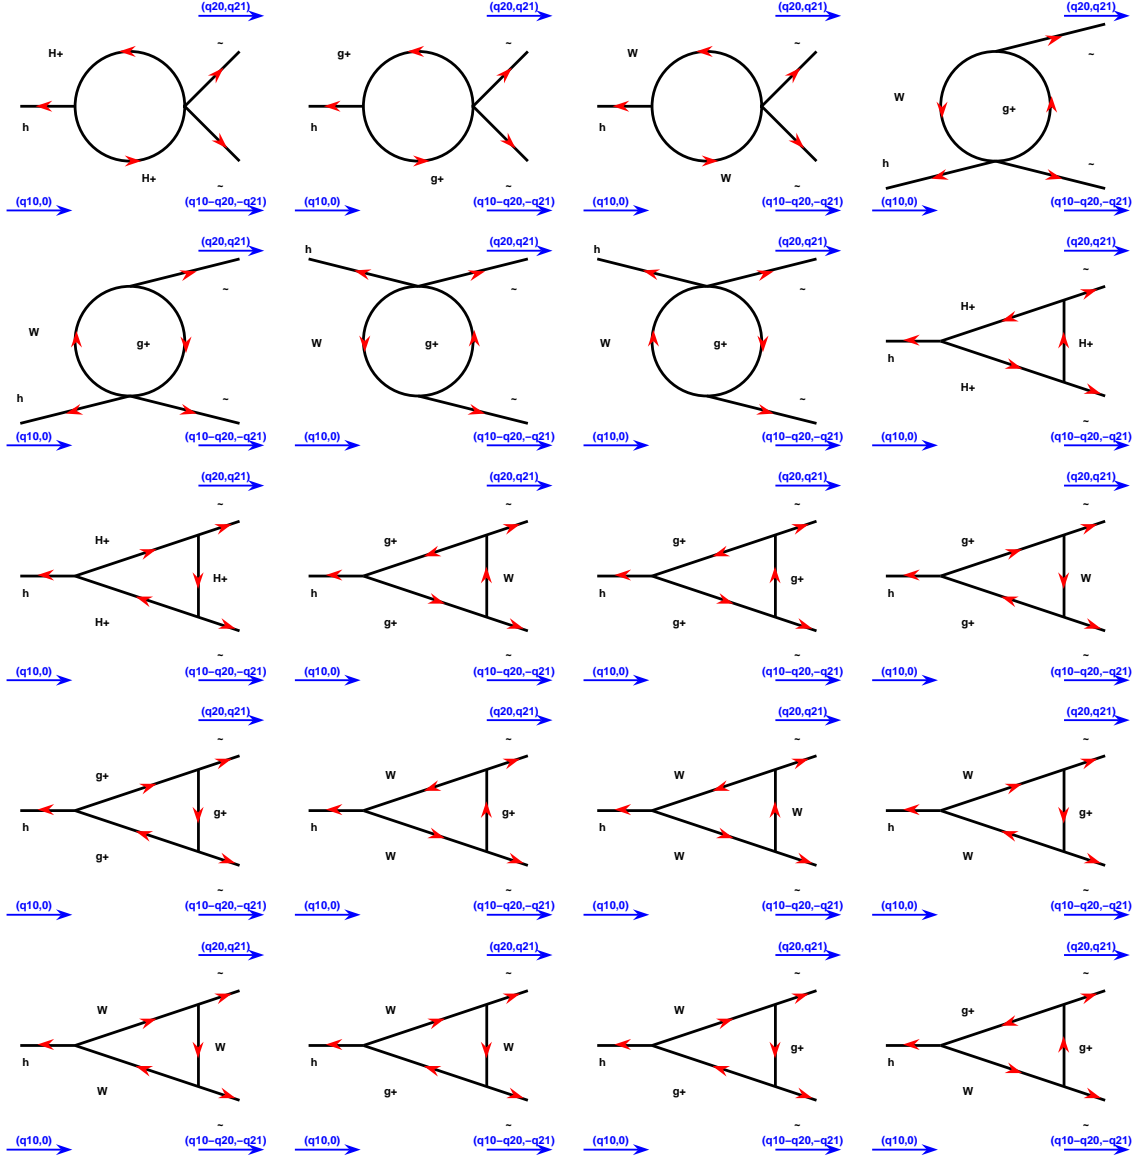 (q20,q21) (q20,q21) (q20,q21) (q20,q21)
H+ ~ g+ ~ W ~ ~
W g+
h h h h ~
H+ g+ W
~ ~ ~
(q10,0) (q10−q20,−q21) (q10,0) (q10−q20,−q21) (q10,0) (q10−q20,−q21) (q10,0) (q10−q20,−q21)
(q20,q21) (q20,q21) (q20,q21) (q20,q21)
h h ~
~ ~ ~ H+
W g+ W g+ W g+ h H+
h ~ ~ ~ H+
~
(q10,0) (q10−q20,−q21) (q10,0) (q10−q20,−q21) (q10,0) (q10−q20,−q21) (q10,0) (q10−q20,−q21)
(q20,q21) (q20,q21) (q20,q21) (q20,q21)
~ ~ ~ ~
H+ g+ g+ g+
h H+ h W h g+ h W
H+ g+ g+ g+
~ ~ ~ ~
(q10,0) (q10−q20,−q21) (q10,0) (q10−q20,−q21) (q10,0) (q10−q20,−q21) (q10,0) (q10−q20,−q21)
(q20,q21) (q20,q21) (q20,q21) (q20,q21)
~ ~ ~ ~
g+ W W W
h g+ h g+ h W h g+
g+ W W W
~ ~ ~ ~
(q10,0) (q10−q20,−q21) (q10,0) (q10−q20,−q21) (q10,0) (q10−q20,−q21) (q10,0) (q10−q20,−q21)
(q20,q21) (q20,q21) (q20,q21) (q20,q21)
~ ~ ~ ~
W W W g+
h W h W h g+ h g+
W g+ g+ W
~ ~ ~ ~
(q10,0) (q10−q20,−q21) (q10,0) (q10−q20,−q21) (q10,0) (q10−q20,−q21) (q10,0) (q10−q20,−q21)